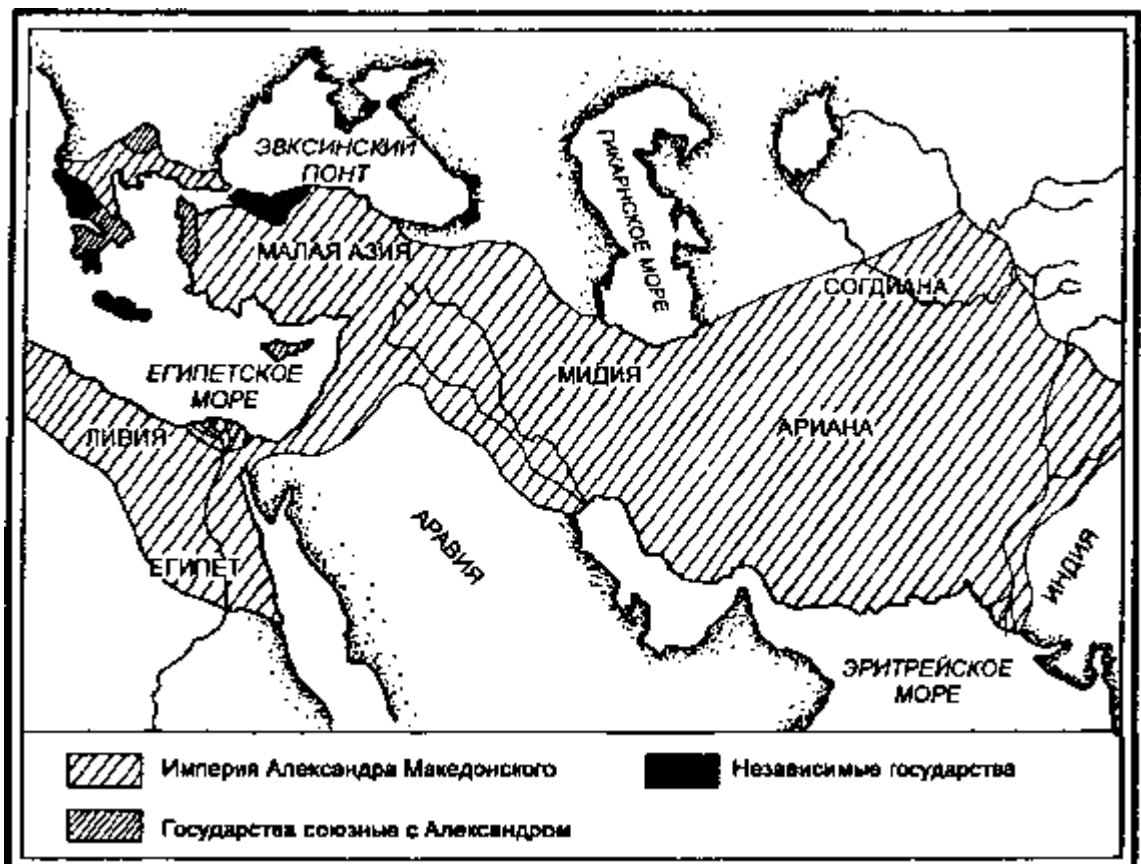 ЭВКСИНСКИЙ
ПОНТ
ГИКАРНСКОЕ МОРЕ
МАЛАЯ АЗИЯ
СОГДИАНА
ЕГИПЕТСКОЕ
МОРЕ
МИДИЯ
АРИАНА
ЛИВИЯ
АРАВИЯ
ЕГИПЕТ
ИНДИЯ
ЭРИТРЕЙСКОЕ
МОРЕ
Империя Александра Македонского
Независимые государства
Государства союзные с Александром